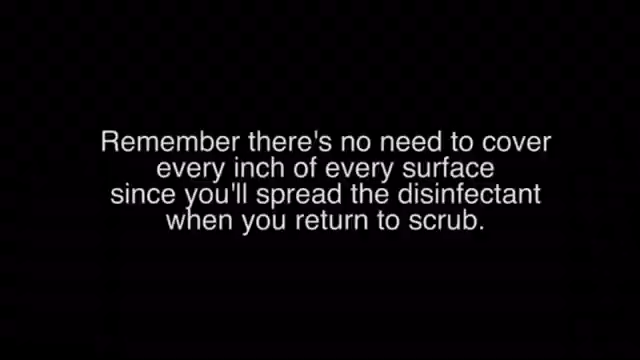 Remember there's no need to cover
every inch of every surface
since you'll spread the disinfectant
when you return to scrub.